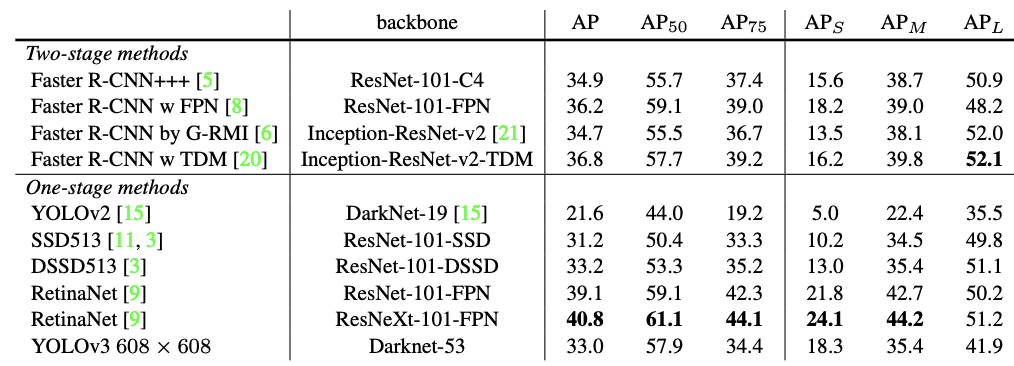 backbone AP AP50 AP75 APS APM APL
Two-stage methods
Faster R-CNN+++ [5] ResNet-101-C4 34.9 55.7 37.4 15.6 38.7 50.9
Faster R-CNN w FPN [8] ResNet-101-FPN 36.2 59.1 39.0 18.2 39.0 48.2
Faster R-CNN by G-RMI [6] Inception-ResNet-v2 [21] 34.7 55.5 36.7 13.5 38.1 52.0
Faster R-CNN w TDM [20] Inception-ResNet-v2-TDM 36.8 57.7 39.2 16.2 39.8 52.1
One-stage methods
YOLOv2 [15] DarkNet-19 [15] 21.6 44.0 19.2 5.0 22.4 35.5
SSD513 [11, 3] ResNet-101-SSD 31.2 50.4 33.3 10.2 34.5 49.8
DSSD513 [3] ResNet-101-DSSD 33.2 53.3 35.2 13.0 35.4 51.1
RetinaNet [9] ResNet-101-FPN 39.1 59.1 42.3 21.8 42.7 50.2
RetinaNet [9] ResNeXt-101-FPN 40.8 61.1 44.1 24.1 44.2 51.2
YOLOv3 608 × 608 Darknet-53 33.0 57.9 34.4 18.3 35.4 41.9